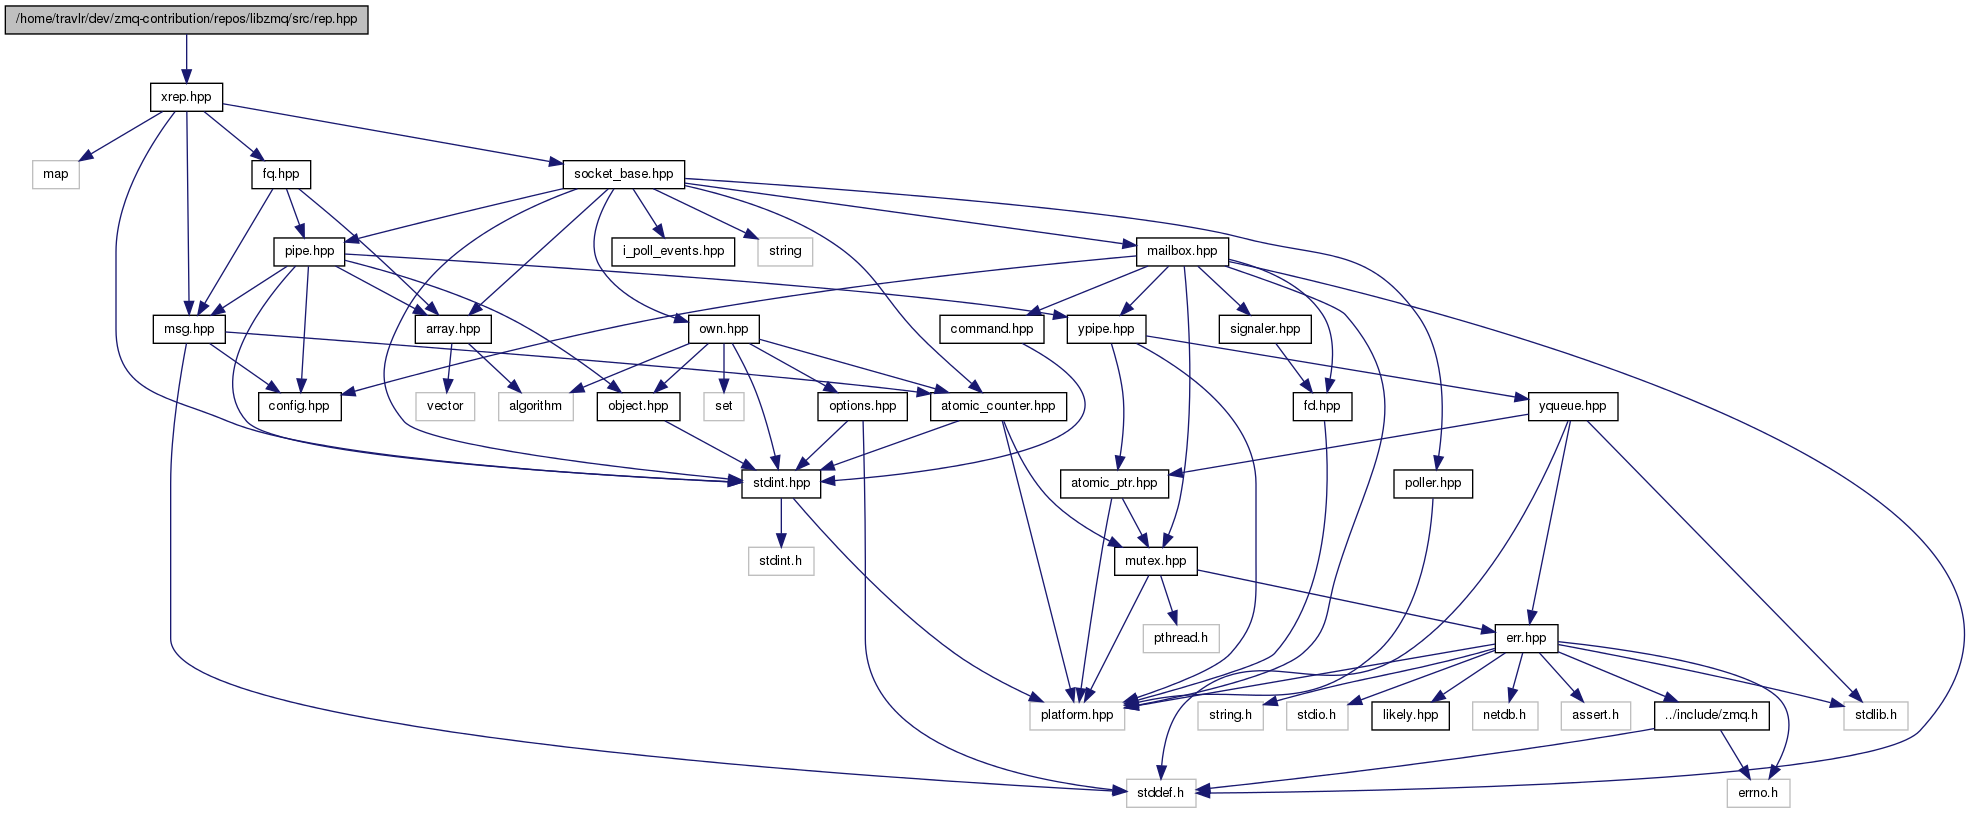 /home/travlr/dev/zmq-contribution/repos/libzmq/src/rep.hpp
xrep.hpp
map
fq.hpp
socket_base.hpp
pipe.hpp
i_poll_events.hpp
string
mailbox.hpp
msg.hpp
array.hpp
own.hpp
command.hpp
ypipe.hpp
signaler.hpp
config.hpp
vector
algorithm
object.hpp
set
options.hpp
atomic_counter.hpp
fd.hpp
yqueue.hpp
stdint.hpp
atomic_ptr.hpp
poller.hpp
stdint.h
mutex.hpp
pthread.h
err.hpp
platform.hpp
string.h
stdio.h
likely.hpp
netdb.h
assert.h
../include/zmq.h
stdlib.h
stddef.h
errno.h